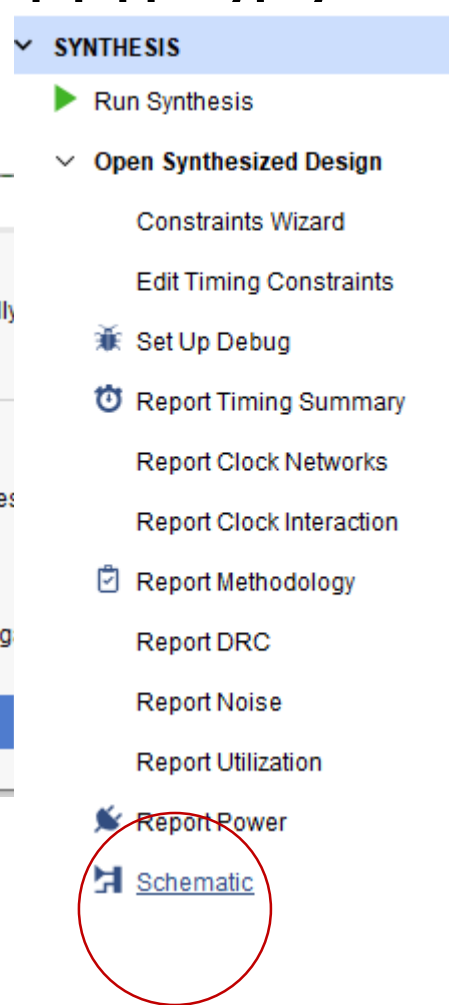 SYNTHESIS
Run Synthesis
Open Synthesized Design
Constraints Wizard
Edit Timing Constraints
Set Up Debug
Report Timing Summary
Report Clock Networks
Report Clock Interaction
Report Methodology
Report DRC
Report Noise
Report Utilization
Report Power
Schematic